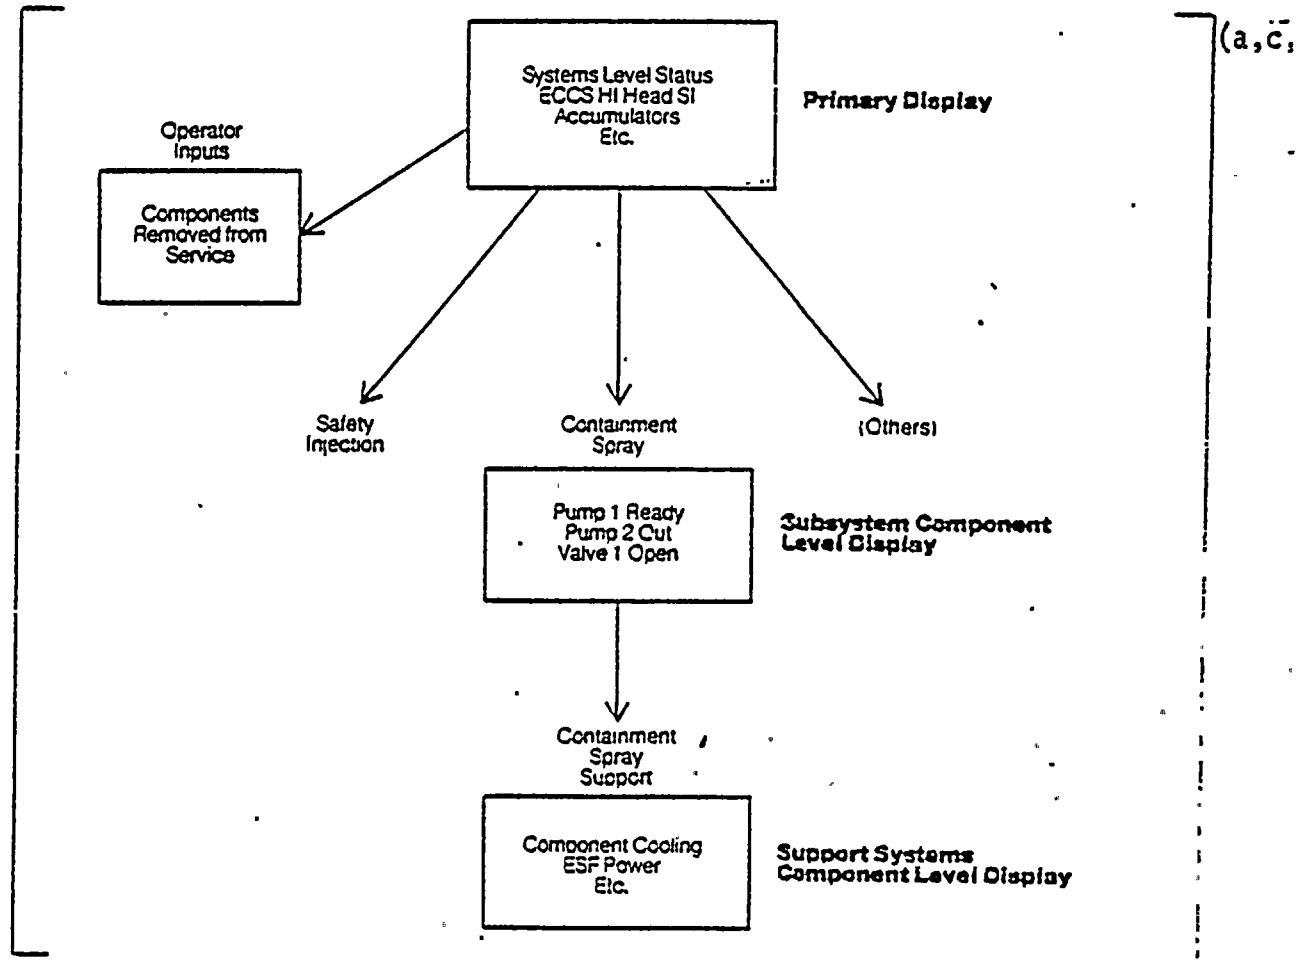 (a,c,
Systems Level Status
ECCS HI Head SI
Accumulators
Etc.
Primary Display
Operator
Inputs
Components
Removed from
Service
Safety
Injection
Containment
Spray
(Others)
Pump 1 Ready
Pump 2 Cut
Valve 1 Open
Subsystem Component
Level Display
Containment
Spray
Support
Component Cooling
ESF Power
Etc.
Support Systems
Component Level Display